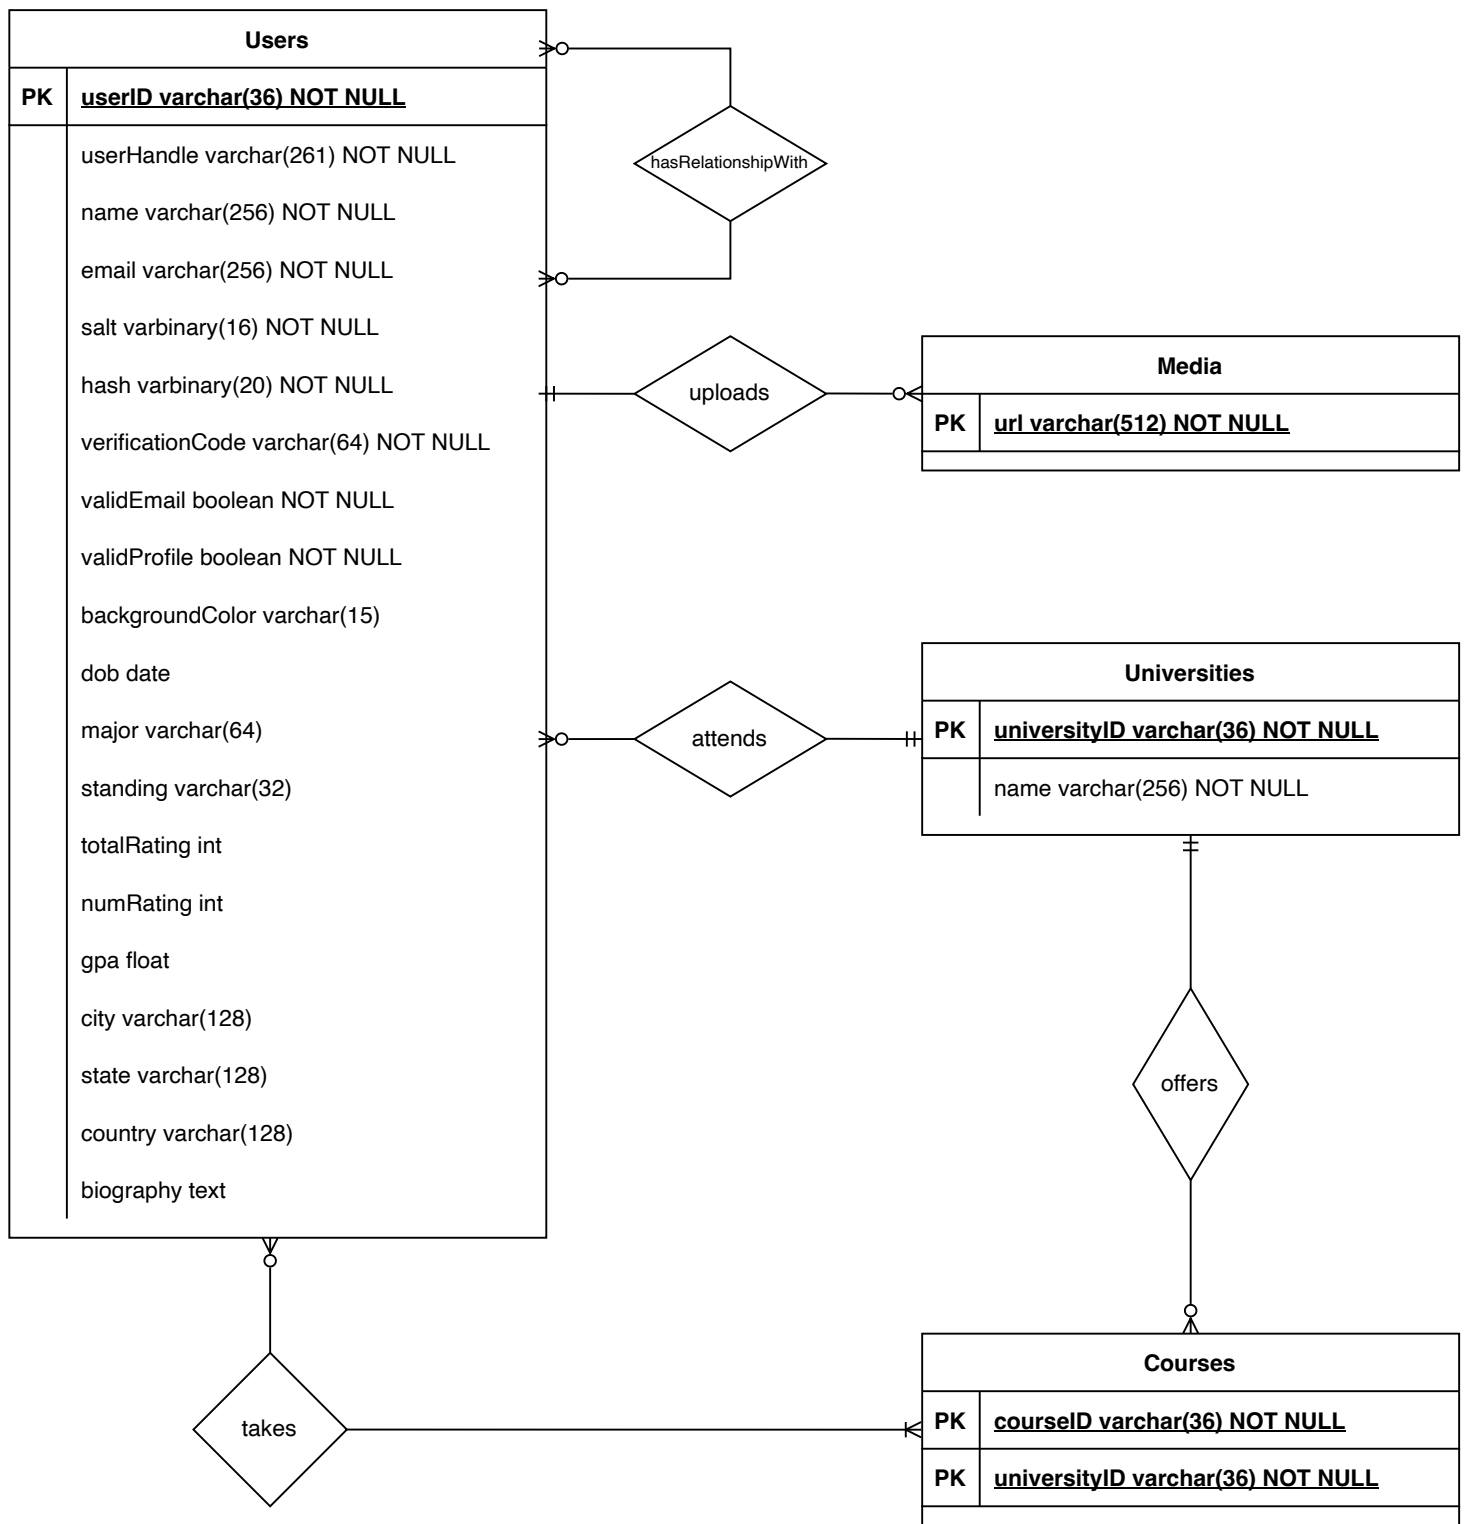 Users
PK userID varchar(36) NOT NULL
userHandle varchar(261) NOT NULL
name varchar(256) NOT NULL
email varchar(256) NOT NULL
salt varbinary(16) NOT NULL
hash varbinary(20) NOT NULL
verificationCode varchar(64) NOT NULL
validEmail boolean NOT NULL
validProfile boolean NOT NULL
backgroundColor varchar(15)
dob date
major varchar(64)
standing varchar(32)
totalRating int
numRating int
gpa float
city varchar(128)
state varchar(128)
country varchar(128)
biography text
hasRelationshipWith
uploads
Media
PK url varchar(512) NOT NULL
attends
Universities
PK universityID varchar(36) NOT NULL
name varchar(256) NOT NULL
offers
takes
Courses
PK courseID varchar(36) NOT NULL
PK universityID varchar(36) NOT NULL